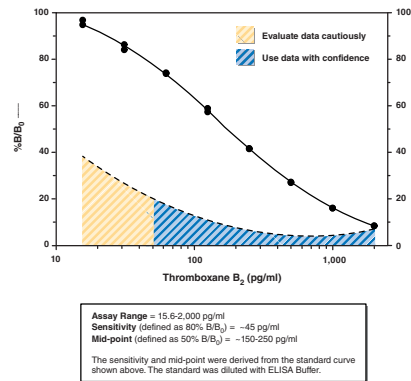 100
80
60
40
20
0
%B/B0
Evaluate data cautiously
Use data with confidence
100
80
60
40
20
0
10
100
1,000
Thromboxane B2 (pg/ml)
Assay Range = 15.6-2,000 pg/ml
Sensitivity (defined as 80% B/B0) = ~45 pg/ml
Mid-point (defined as 50% B/B0) = ~150-250 pg/ml
The sensitivity and mid-point were derived from the standard curve
shown above. The standard was diluted with ELISA Buffer.